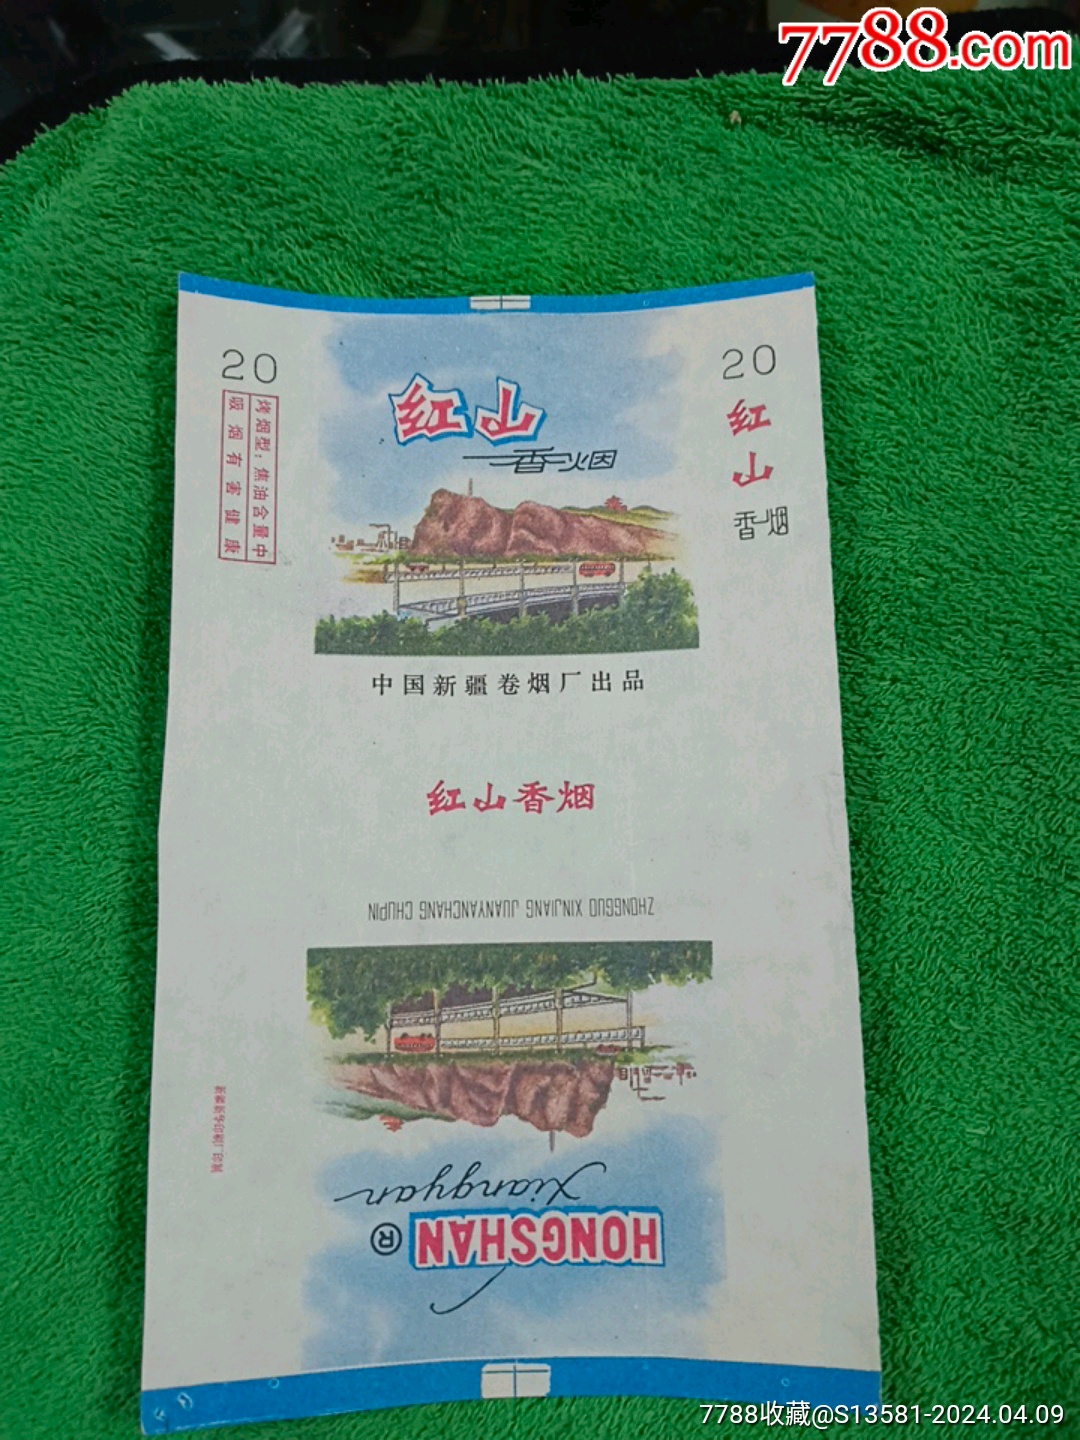 7788.com
20
烤烟型：焦油含量中
吸烟有害健康
红山
香烟
20
红山
香烟
中国新疆卷烟厂出品
红山香烟
ZHONGGUO XINJIANG JUANYANCHANG CHUPIN
Xiangyan
HONGSHAN ®
7788收藏@S13581-2024.04.09